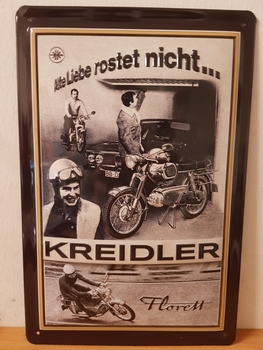 Alte Liebe rostet nicht...
KREIDLER
Florett